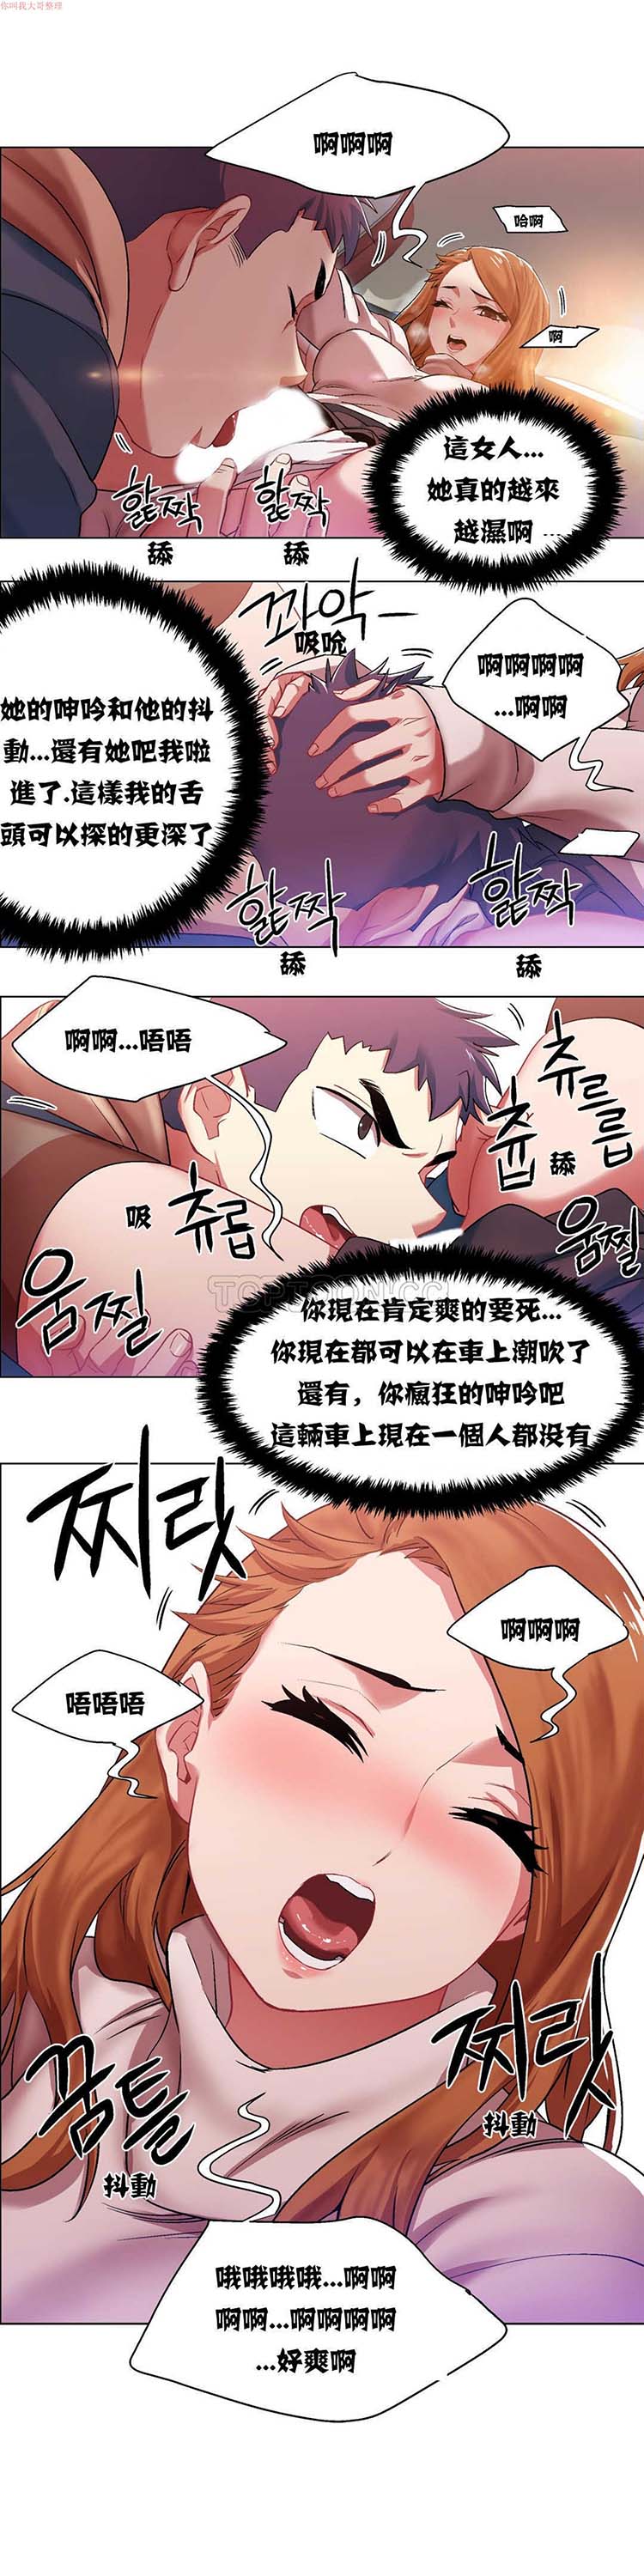 你叫我大哥整理
啊啊啊
哈啊
啊
這女人...
她真的越來
越濕啊 ...
핥짝
핥짝
舔
舔
꽈악
吸吮
啊啊啊啊
...啊啊
她的呻吟和他的抖
動...還有她吧我啦
進了.這樣我的舌
頭可以探的更深了
핥짝
핥짝
舔
舔
啊啊...唔唔
츄르릅
츕
舔
吸
츄릅
움찔
움찔
TOPTOON.CC
你現在肯定爽的要死...
你現在都可以在車上潮吹了
還有，你瘋狂的呻吟吧
這輛車上現在一個人都没有
찌릿
啊啊啊
唔唔唔
찌릿
抖動
꿈틀
抖動
哦哦哦哦...啊啊
啊啊...啊啊啊啊
...好爽啊